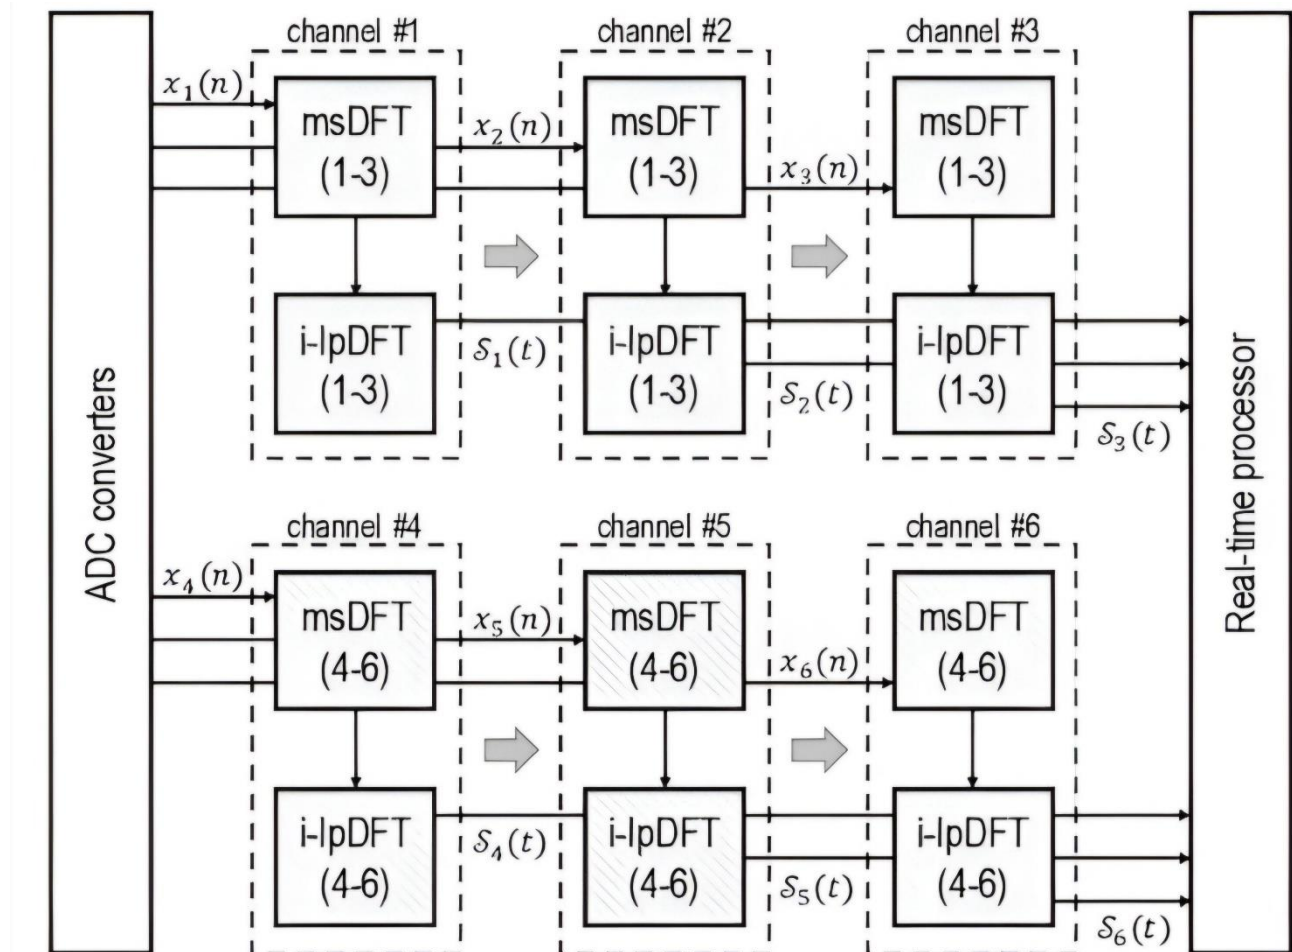 channel #1
channel #2
channel #3
x₁(n)
msDFT
(1-3)
x₂(n)
msDFT
(1-3)
x₃(n)
msDFT
(1-3)
i-IpDFT
(1-3)
S₁(t)
i-IpDFT
(1-3)
S₂(t)
i-IpDFT
(1-3)
S₃(t)
ADC converters
Real-time processor
channel #4
channel #5
channel #6
x₄(n)
msDFT
(4-6)
x₅(n)
msDFT
(4-6)
x₆(n)
msDFT
(4-6)
i-IpDFT
(4-6)
S₄(t)
i-IpDFT
(4-6)
S₅(t)
i-IpDFT
(4-6)
S₆(t)